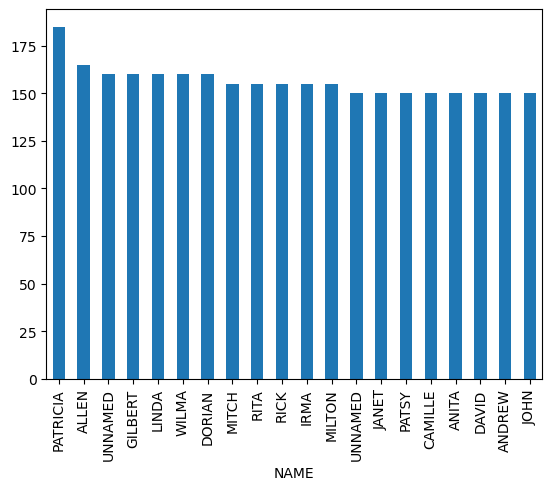 175
150
125
100
75
50
25
0
PATRICIA
ALLEN
UNNAMED
GILBERT
LINDA
WILMA
DORIAN
MITCH
RITA
RICK
IRMA
MILTON
UNNAMED
JANET
PATSY
CAMILLE
ANITA
DAVID
ANDREW
JOHN
NAME